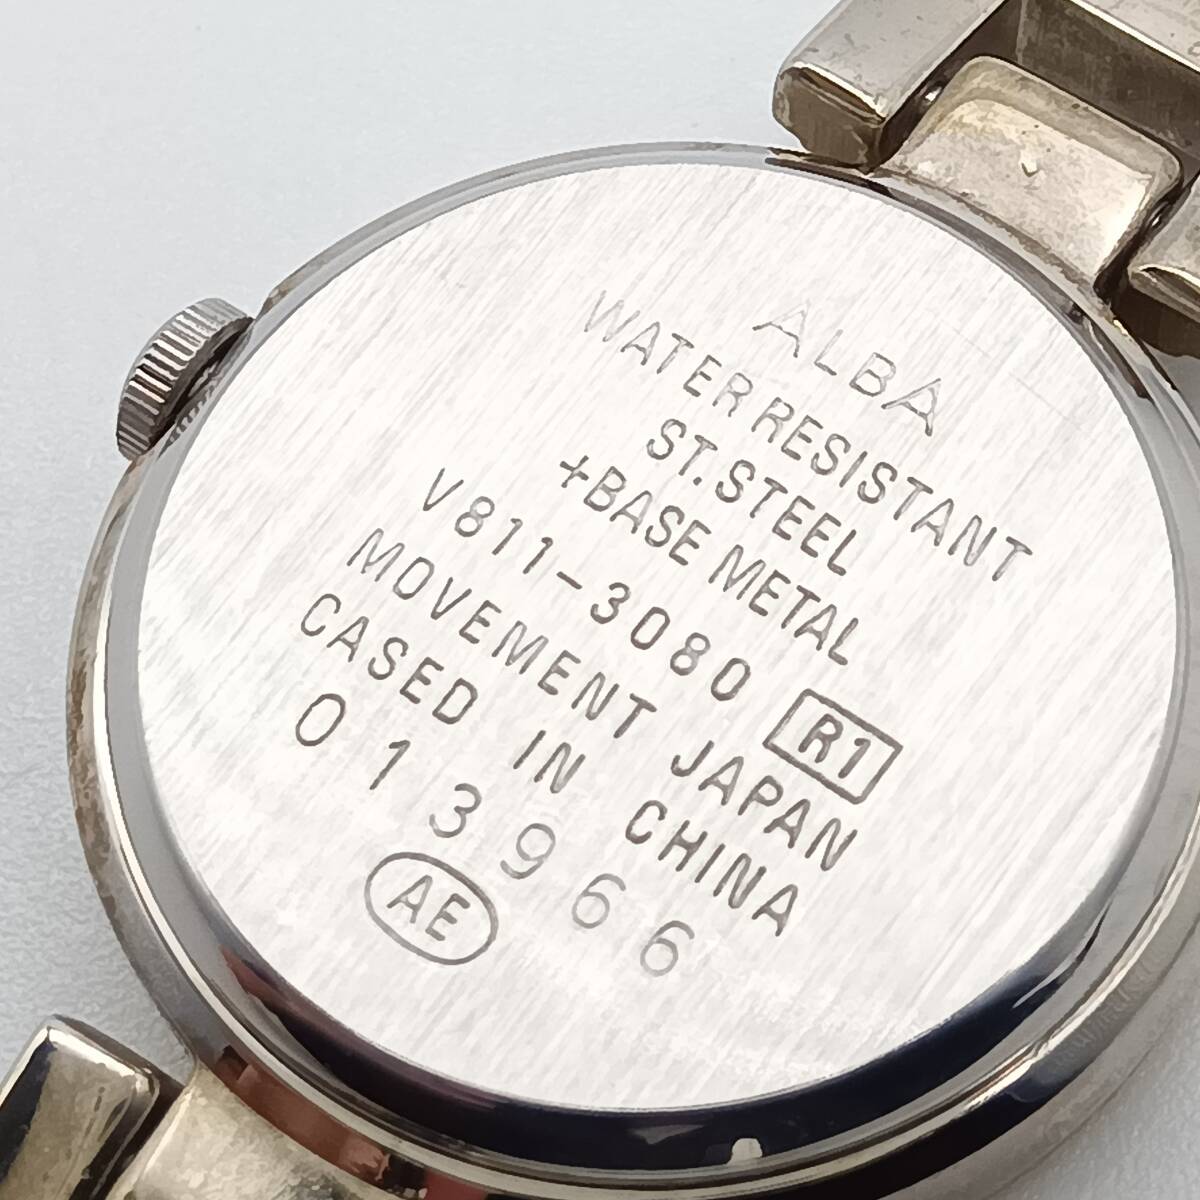 ALBA
WATER RESISTANT
ST.STEEL
+BASE METAL
V811-3080 R1
MOVEMENT JAPAN
CASED IN CHINA
013966
AE